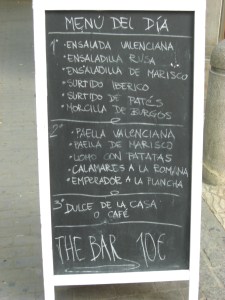 MENÚ DEL DÍA
1º • ENSALADA VALENCIANA
• ENSALADILLA RUSA
• ENSALADILLA DE MARISCO
• SURTIDO IBERICO
• SURTIDO DE PATÉS
• MORCILLA DE BURGOS
2º • PAELLA VALENCIANA
• PAELLA DE MARISCO
• LOMO CON PATATAS
• CALAMARES A LA ROMANA
• EMPERADOR A LA PLANCHA
3º DULCE DE LA CASA
O CAFÉ
THE BAR 10€